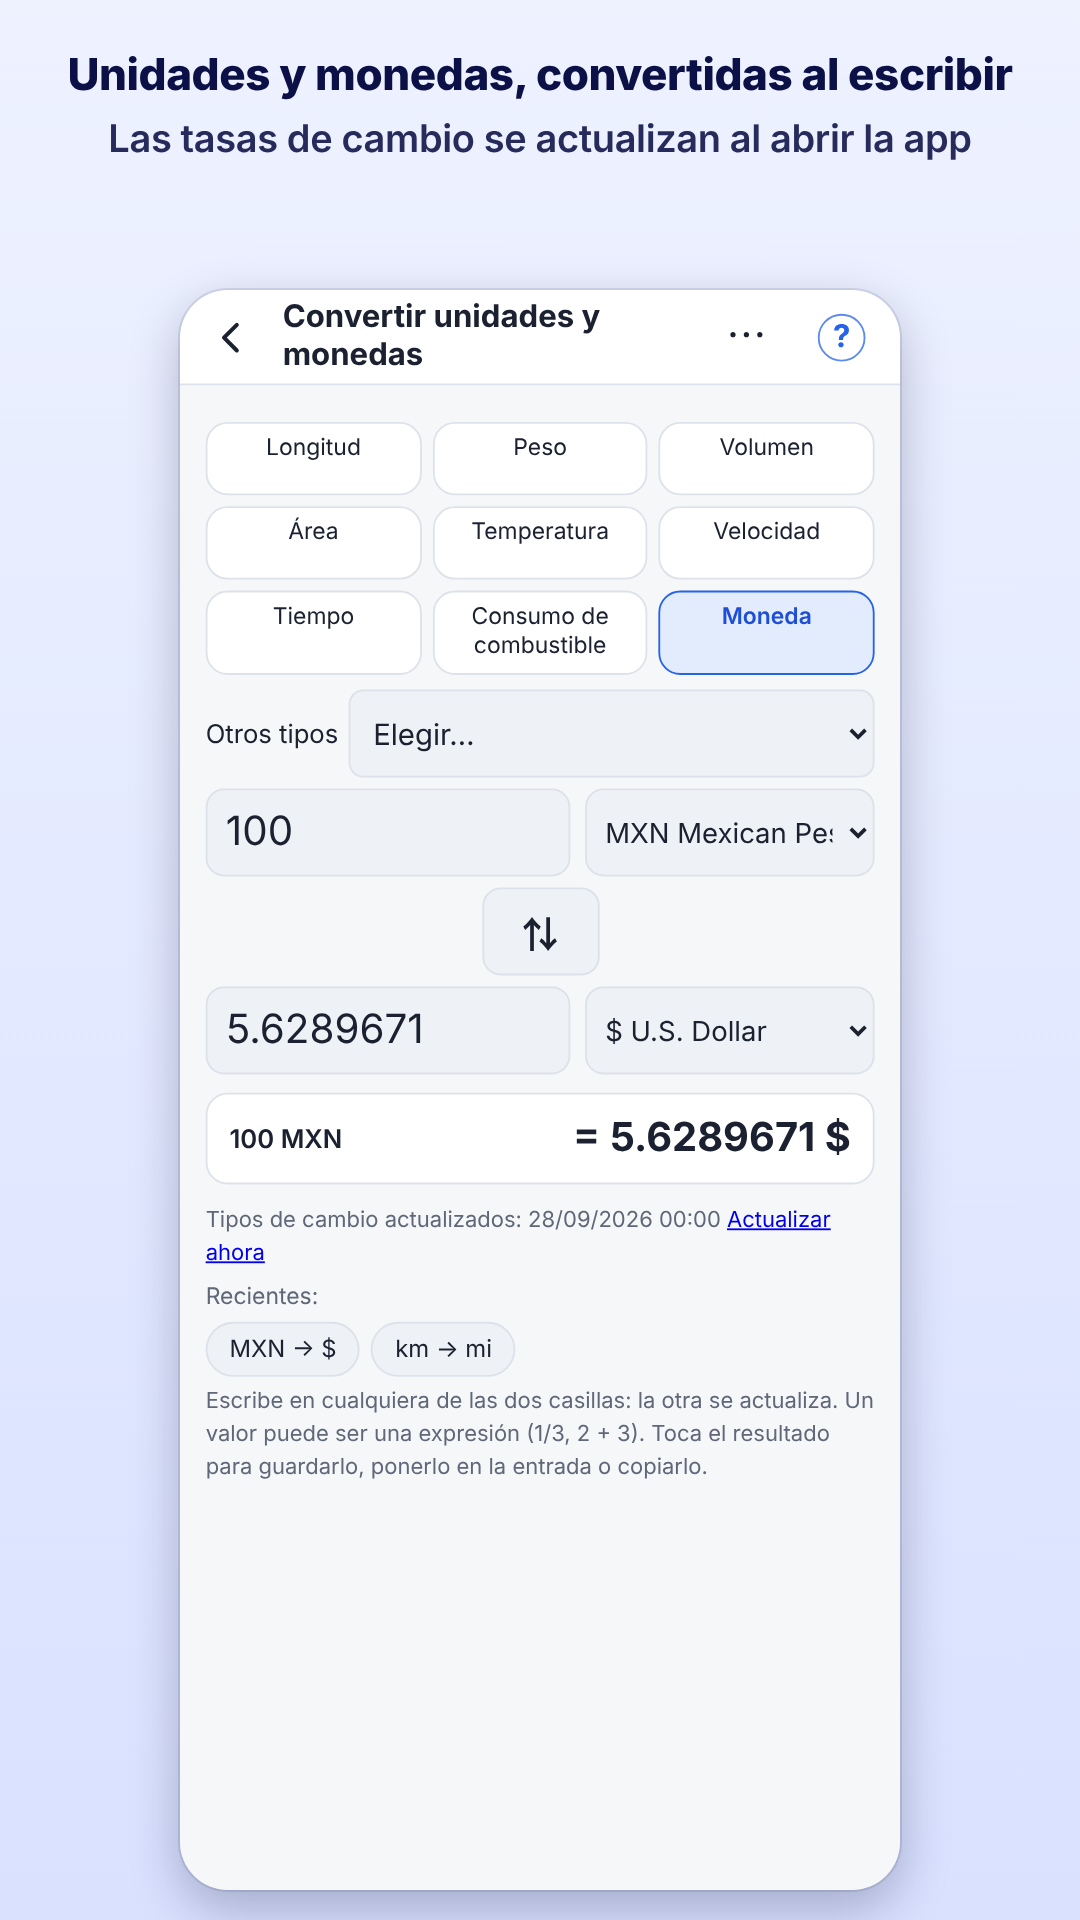 Unidades y monedas, convertidas al escribir
Las tasas de cambio se actualizan al abrir la app
Convertir unidades y
monedas
...
?
Longitud
Peso
Volumen
Área
Temperatura
Velocidad
Tiempo
Consumo de
combustible
Moneda
Otros tipos
Elegir...
100
MXN Mexican Pes
5.6289671
$ U.S. Dollar
100 MXN
= 5.6289671 $
Tipos de cambio actualizados: 28/09/2026 00:00 Actualizar
ahora
Recientes:
MXN → $
km → mi
Escribe en cualquiera de las dos casillas: la otra se actualiza. Un
valor puede ser una expresión (1/3, 2 + 3). Toca el resultado
para guardarlo, ponerlo en la entrada o copiarlo.